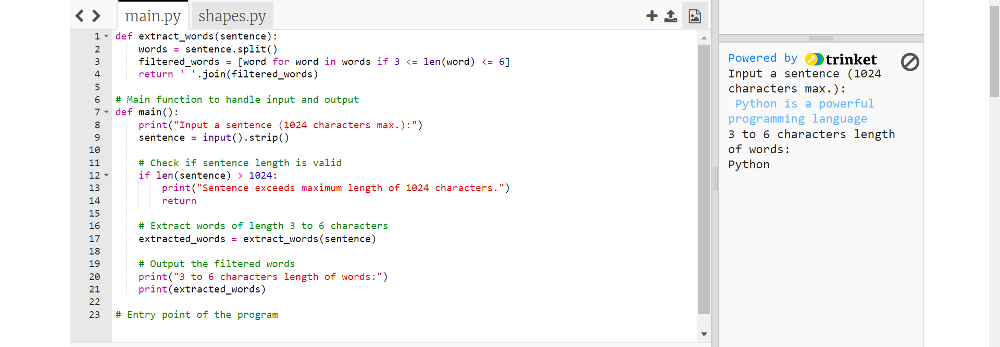 main.py shapes.py
1 def extract_words(sentence):
2     words = sentence.split()
3     filtered_words = [word for word in words if 3 <= len(word) <= 6]
4     return ' '.join(filtered_words)
5
6 # Main function to handle input and output
7 def main():
8     print("Input a sentence (1024 characters max.):")
9     sentence = input().strip()
10
11     # Check if sentence length is valid
12     if len(sentence) > 1024:
13         print("Sentence exceeds maximum length of 1024 characters.")
14         return
15
16     # Extract words of length 3 to 6 characters
17     extracted_words = extract_words(sentence)
18
19     # Output the filtered words
20     print("3 to 6 characters length of words:")
21     print(extracted_words)
22
23 # Entry point of the program
Powered by trinket
Input a sentence (1024
characters max.):
Python is a powerful
programming language
3 to 6 characters length
of words:
Python